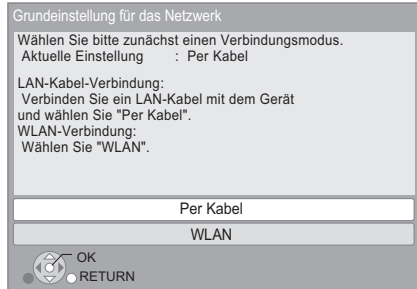 Grundeinstellung für das Netzwerk
Wählen Sie bitte zunächst einen Verbindungsmodus.
Aktuelle Einstellung : Per Kabel
LAN-Kabel-Verbindung:
Verbinden Sie ein LAN-Kabel mit dem Gerät
und wählen Sie "Per Kabel".
WLAN-Verbindung:
Wählen Sie "WLAN".
Per Kabel
WLAN
OK
RETURN